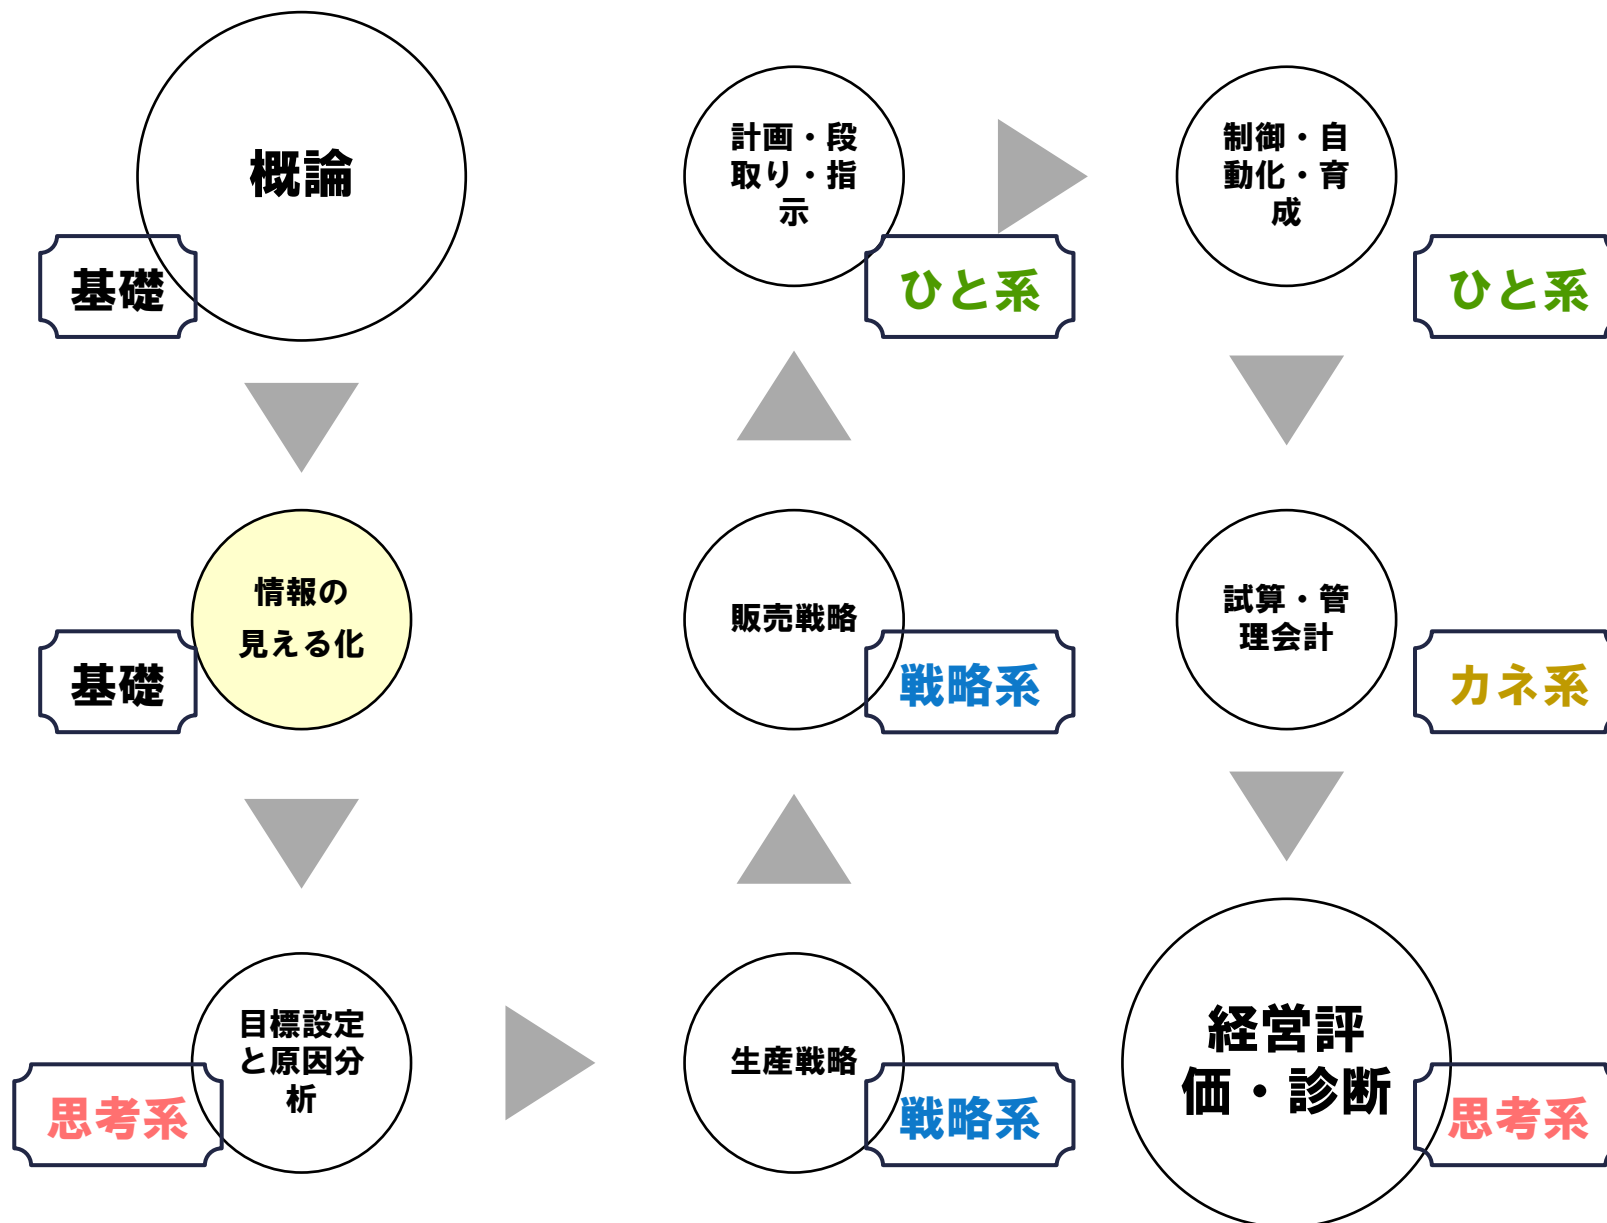 概論
基礎
情報の
見える化
基礎
目標設定
と原因分
析
思考系
生産戦略
戦略系
販売戦略
戦略系
計画・段
取り・指
示
ひと系
制御・自
動化・育
成
ひと系
試算・管
理会計
カネ系
経営評
価・診断
思考系